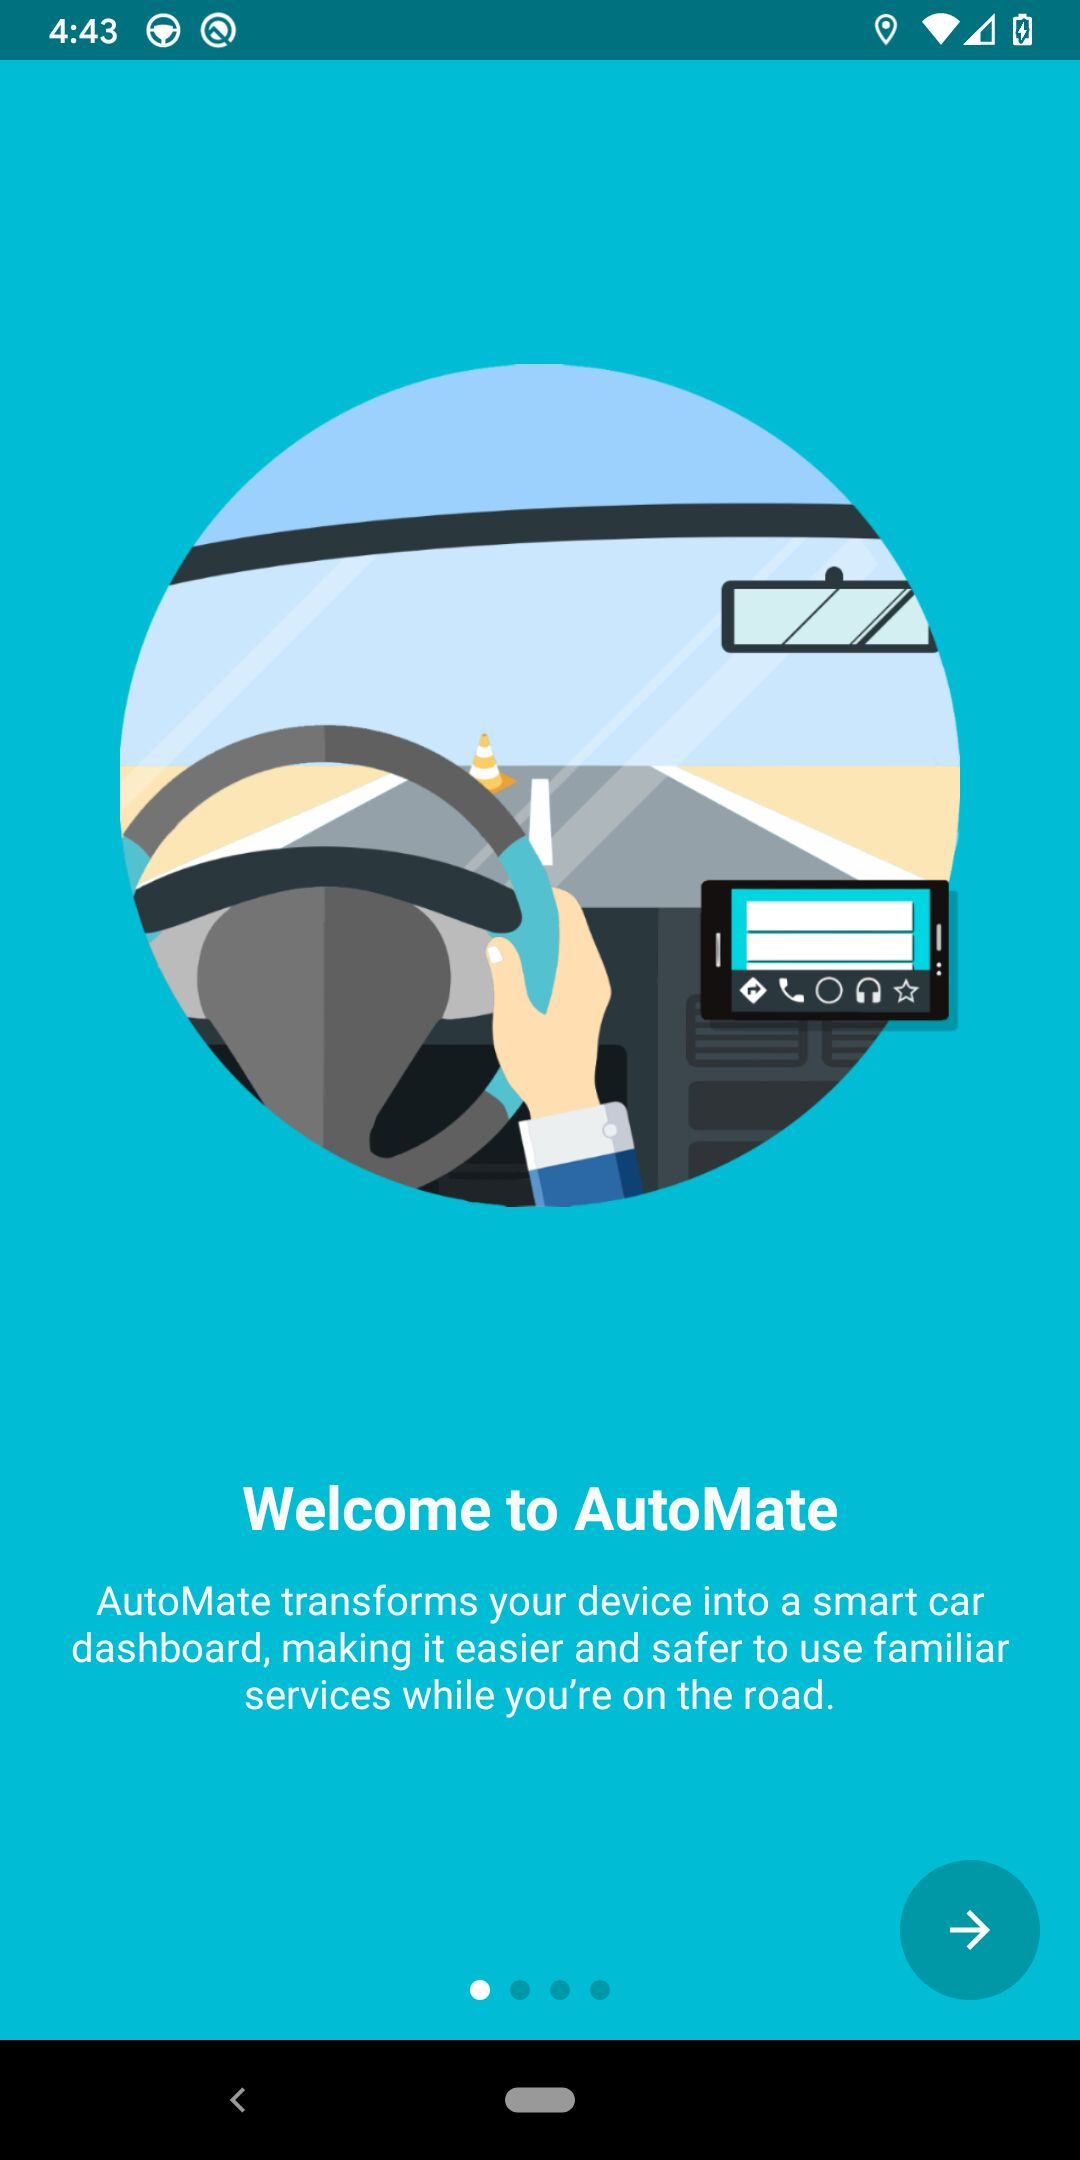 4:43
Welcome to AutoMate
AutoMate transforms your device into a smart car
dashboard, making it easier and safer to use familiar
services while you’re on the road.